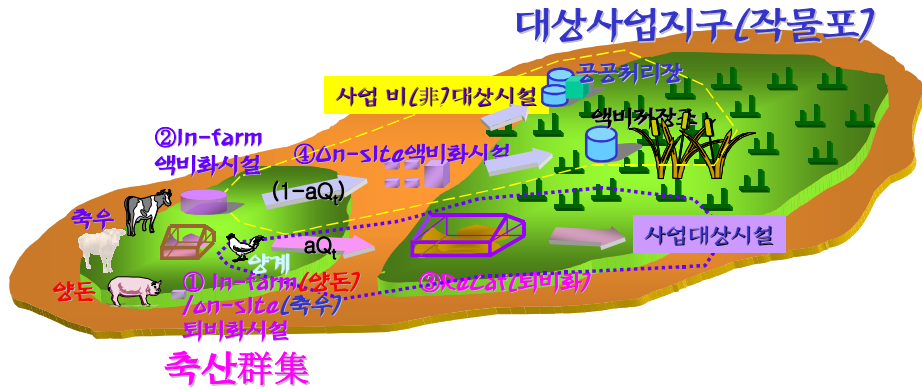 대상사업지구(작물포)
공공처리장
사업 비(非)대상시설
액비저장조
②In-farm
액비화시설
④On-site액비화시설
(1-aQt)
축우
aQt
양계
사업대상시설
양돈
① In-farm(양돈)
/on-site(축우)
퇴비화시설
③ReLaf(퇴비화)
축산群集